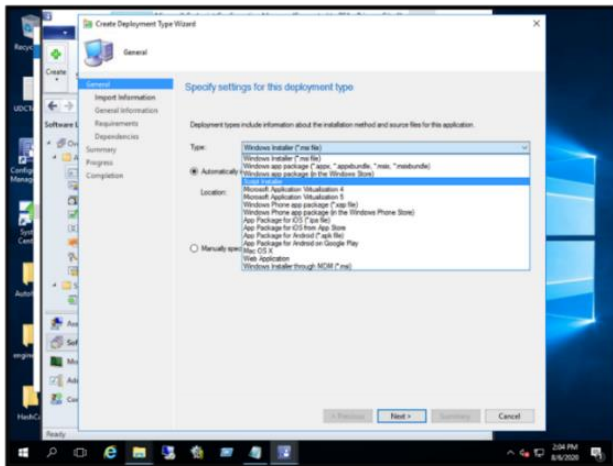 Create Deployment Type Wizard
General
Create
General
Import Information
General Information
Requirements
Dependencies
Summary
Progress
Completion
Specify settings for this deployment type
Deployment types include information about the installation method and source files for this application.
Type:
Windows Installer (*.msi file)
Windows Installer (*.msi file)
Windows app package (*.appx, *.appxbundle, *.msix, *.msixbundle)
Windows app package (in the Windows Store)
Script Installer
Microsoft Application Virtualization 4
Microsoft Application Virtualization 5
Windows Phone app package (*.xap file)
Windows Phone app package (in the Windows Phone Store)
App Package for iOS (*.ipa file)
App Package for iOS from App Store
App Package for Android (*.apk file)
App Package for Android on Google Play
Mac OS X
Web Application
Windows Installer through MDM (*.msi)
Automatically
Location:
Manually
< Previous
Next >
Summary
Cancel
Ready
2:04 PM
8/6/2020